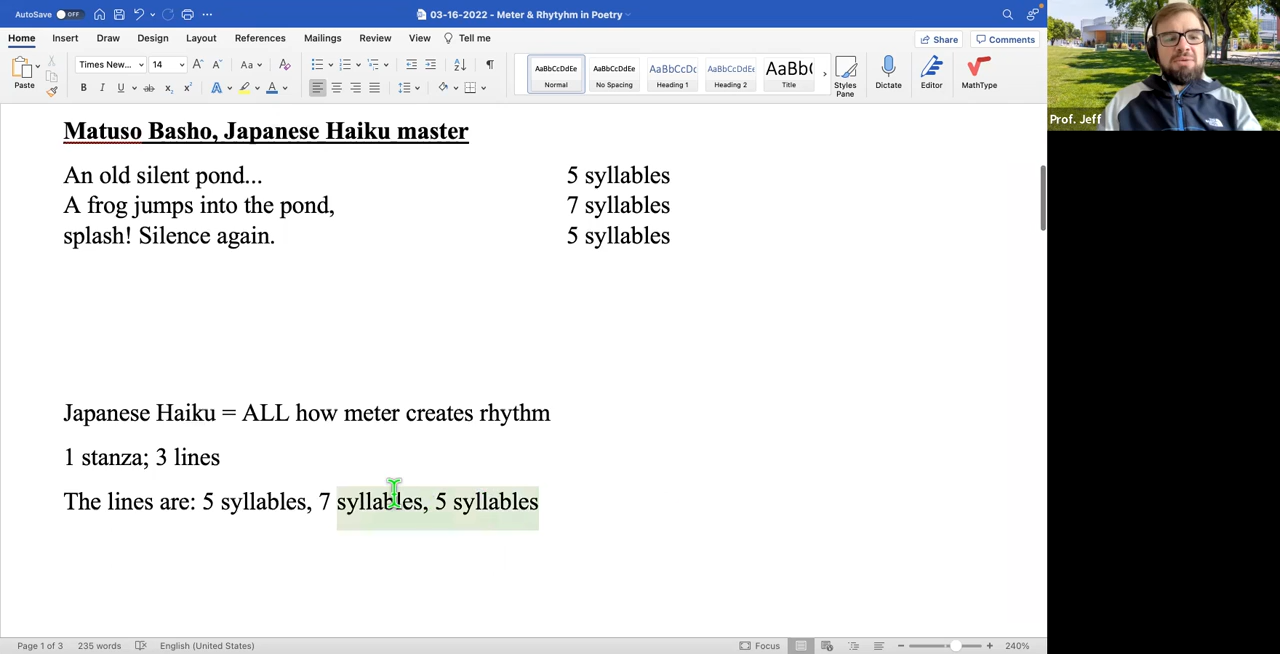 AutoSave OFF 03-16-2022 - Meter & Rhytyhm in Poetry
Home Insert Draw Design Layout References Mailings Review View Tell me Share Comments
Paste Times New... 14 A A Aa A
B I U ab x x A A
AaBbCcDdEe AaBbCcDdEe AaBbCcDc AaBbCcDdEe AaBb(
Normal No Spacing Heading 1 Heading 2 Title Styles Pane Dictate Editor MathType
Prof. Jeff
Matuso Basho, Japanese Haiku master
An old silent pond... 5 syllables
A frog jumps into the pond, 7 syllables
splash! Silence again. 5 syllables
Japanese Haiku = ALL how meter creates rhythm
1 stanza; 3 lines
The lines are: 5 syllables, 7 syllables, 5 syllables
Page 1 of 3 235 words English (United States) Focus 240%